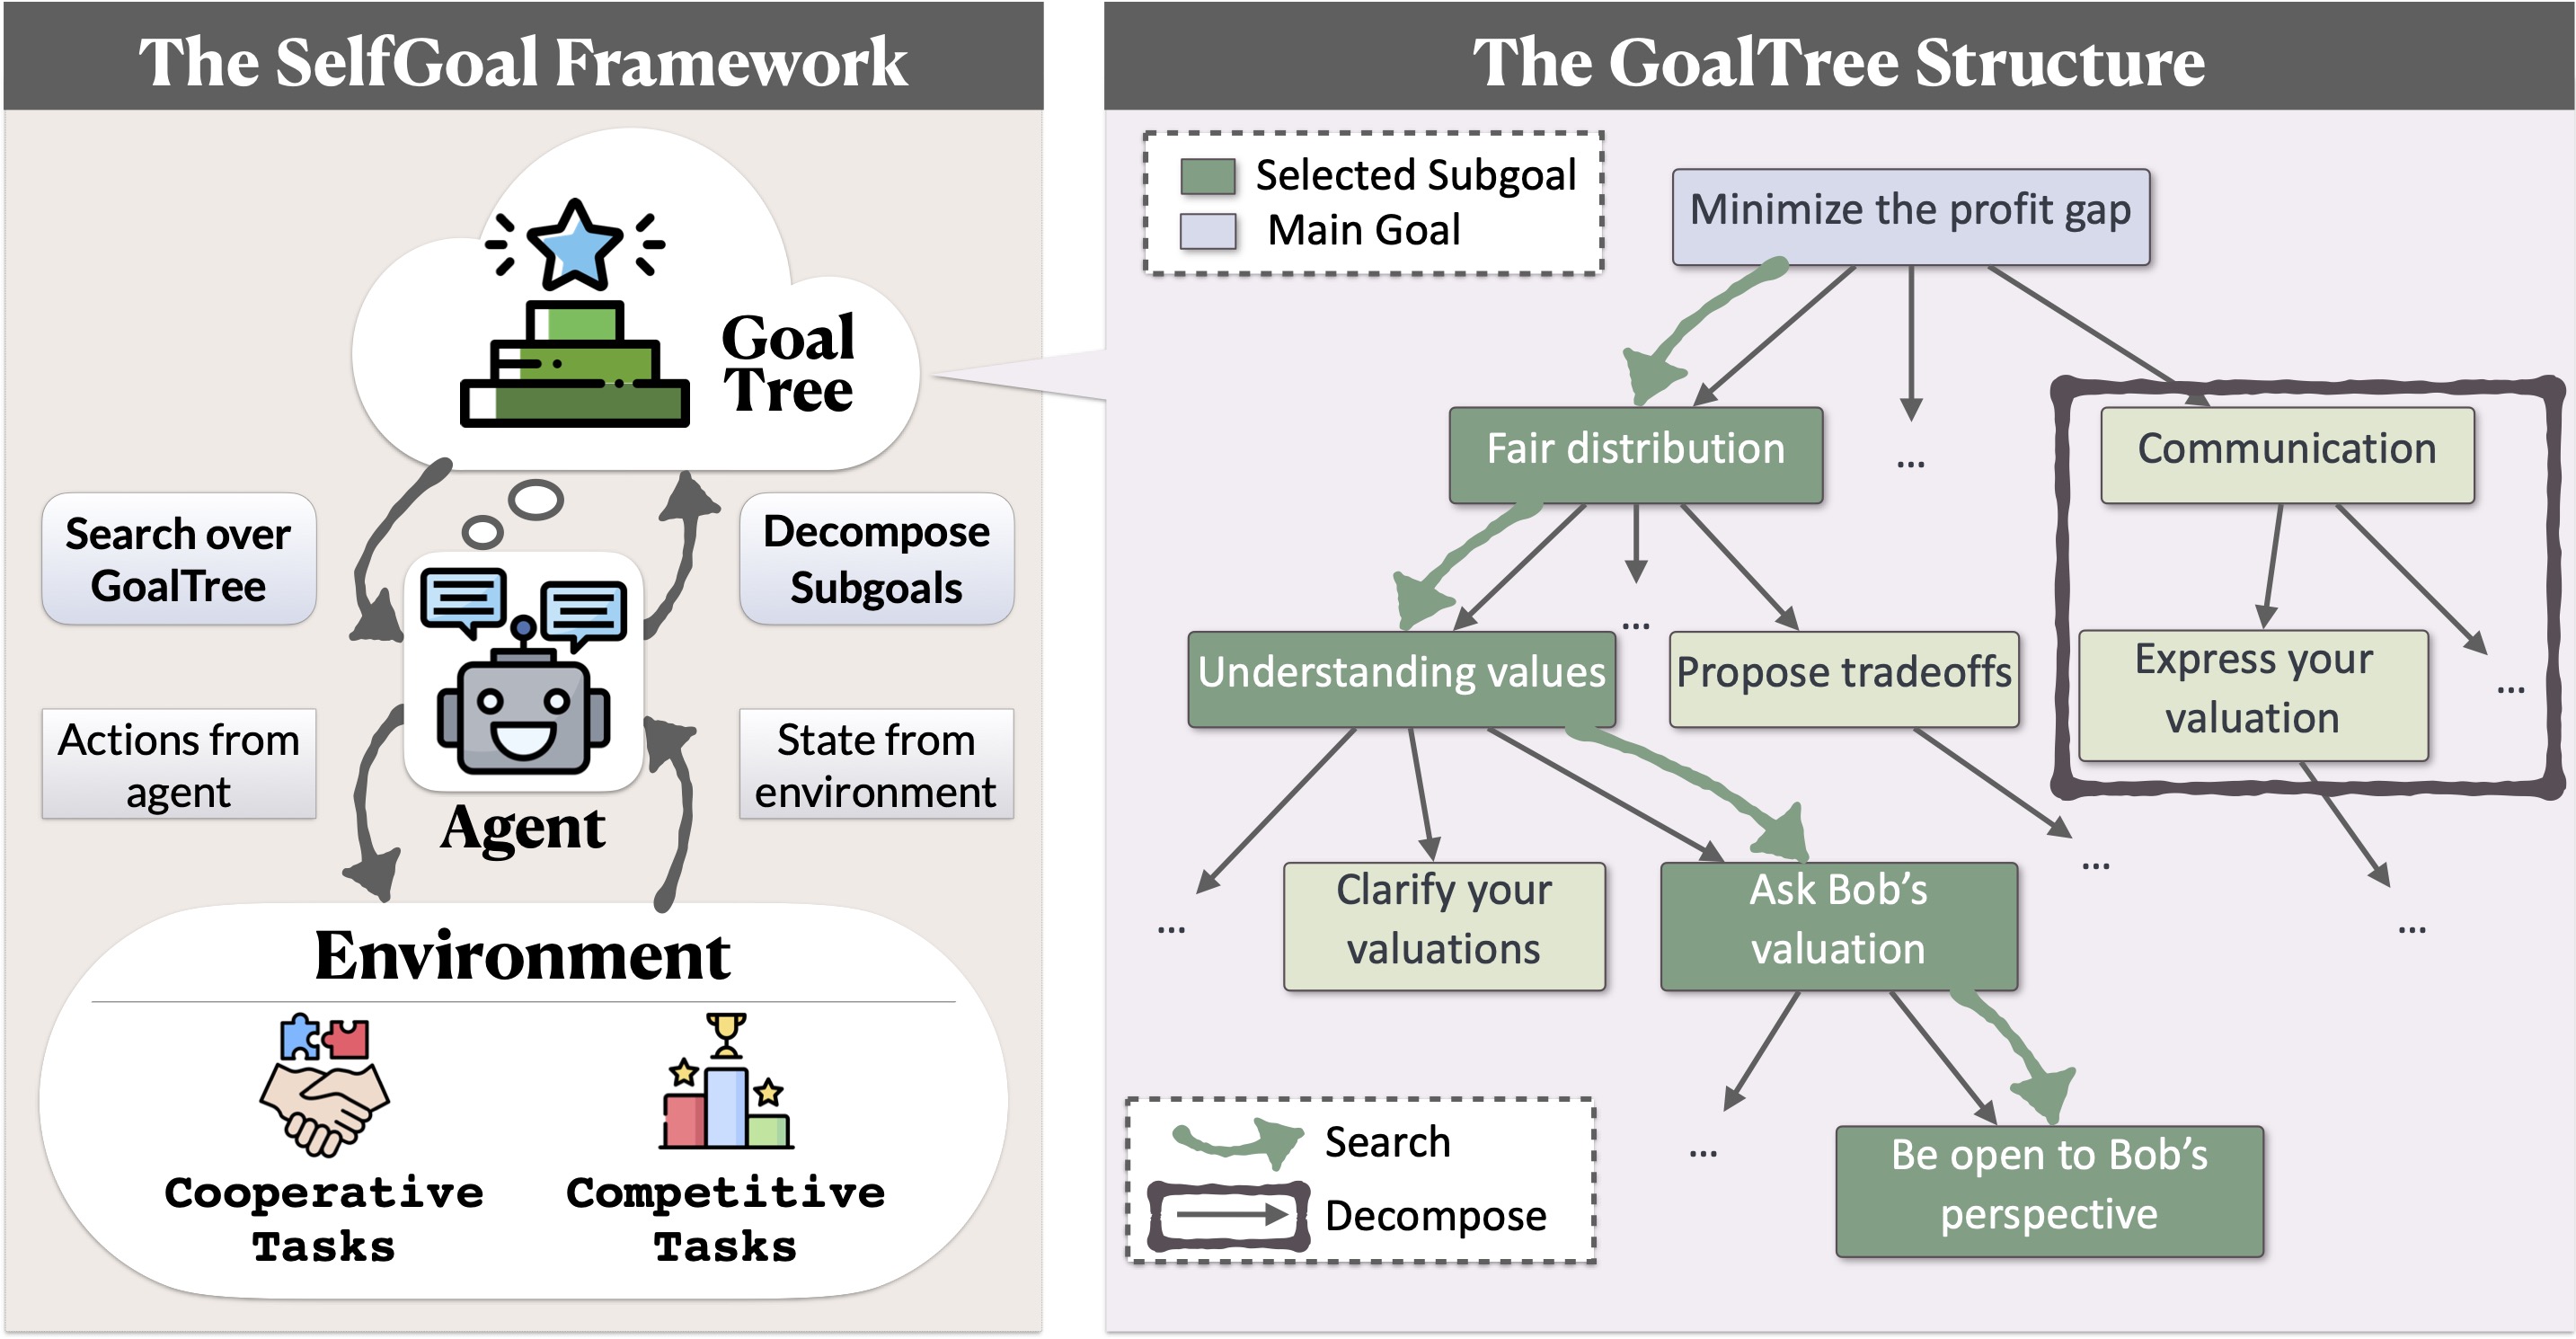 The SelfGoal Framework
Goal
Tree
Search over
GoalTree
Decompose
Subgoals
Actions from
agent
State from
environment
Agent
Environment
Cooperative
Tasks
Competitive
Tasks
The GoalTree Structure
Selected Subgoal
Main Goal
Minimize the profit gap
Fair distribution
...
Communication
Understanding values
...
Propose tradeoffs
Express your
valuation
...
...
Clarify your
valuations
Ask Bob's
valuation
...
...
...
Be open to Bob's
perspective
Search
Decompose